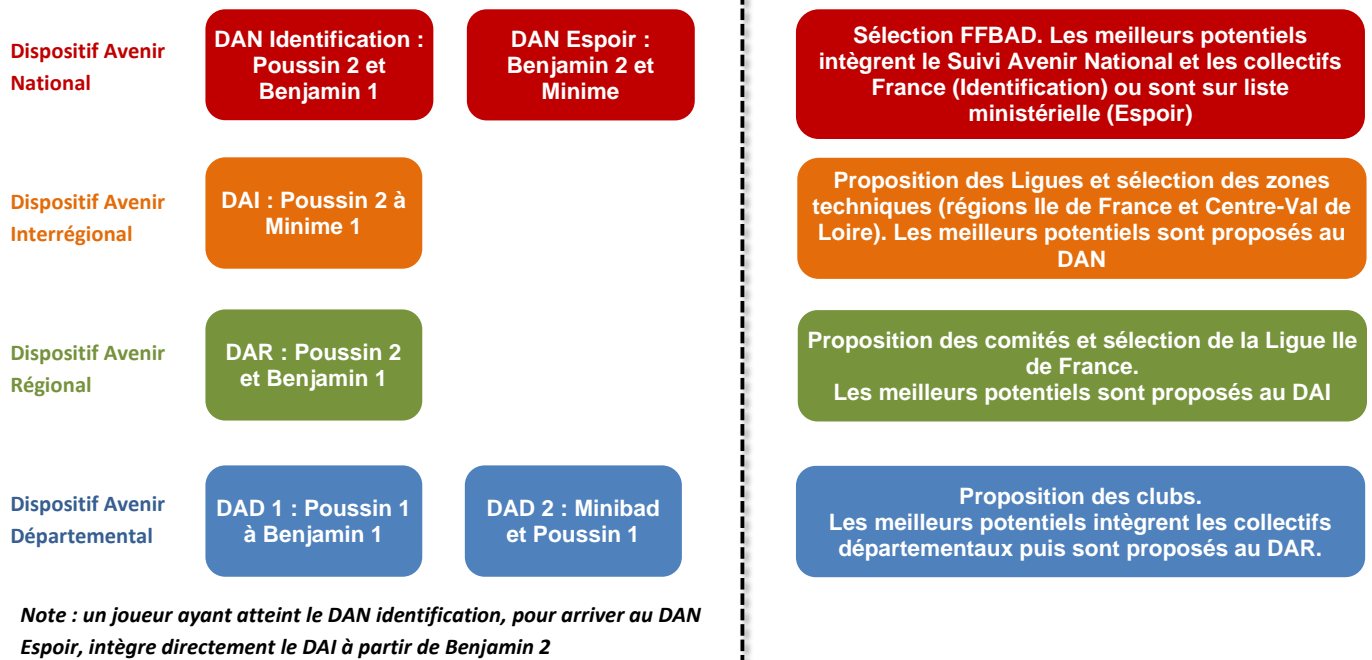 Dispositif Avenir
National
DAN Identification :
Poussin 2 et
Benjamin 1
DAN Espoir :
Benjamin 2 et
Minime
Sélection FFBAD. Les meilleurs potentiels
intègrent le Suivi Avenir National et les collectifs
France (Identification) ou sont sur liste
ministérielle (Espoir)
Dispositif Avenir
Interrégional
DAI : Poussin 2 à
Minime 1
Proposition des Ligues et sélection des zones
techniques (régions Ile de France et Centre-Val de
Loire). Les meilleurs potentiels sont proposés au
DAN
Dispositif Avenir
Régional
DAR : Poussin 2
et Benjamin 1
Proposition des comités et sélection de la Ligue Ile
de France.
Les meilleurs potentiels sont proposés au DAI
Dispositif Avenir
Départemental
DAD 1 : Poussin 1
à Benjamin 1
DAD 2 : Minibad
et Poussin 1
Proposition des clubs.
Les meilleurs potentiels intègrent les collectifs
départementaux puis sont proposés au DAR.
Note : un joueur ayant atteint le DAN identification, pour arriver au DAN
Espoir, intègre directement le DAI à partir de Benjamin 2